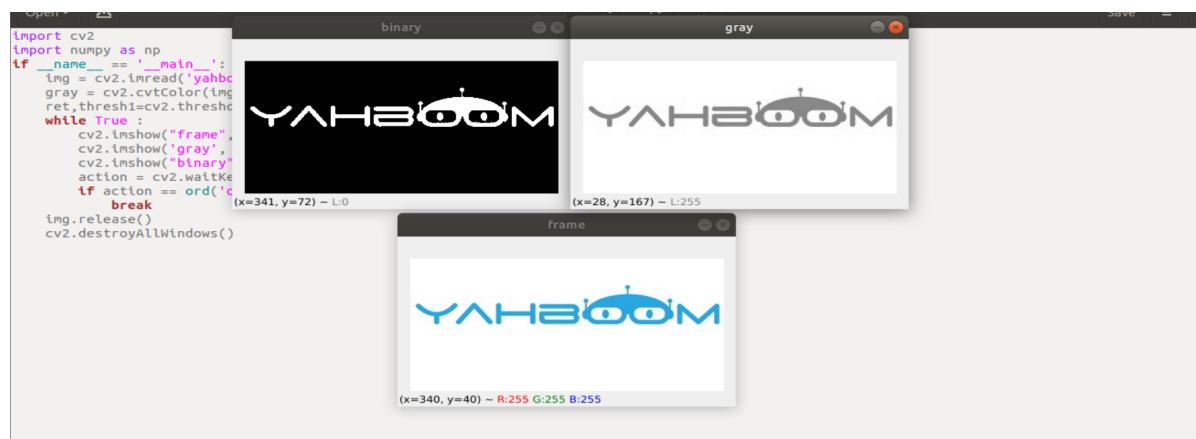 Open
Save
import cv2
import numpy as np
if __name__ == '__main__':
    img = cv2.imread('yahbo
    gray = cv2.cvtColor(img
    ret,thresh1=cv2.thresho
    while True :
        cv2.imshow("frame",
        cv2.imshow('gray',
        cv2.imshow("binary"
        action = cv2.waitKe
        if action == ord('c
            break
    img.release()
    cv2.destroyAllWindows()
binary
YAHBOOM
(x=341, y=72) ~ L:0
gray
YAHBOOM
(x=28, y=167) ~ L:255
frame
YAHBOOM
(x=340, y=40) ~ R:255 G:255 B:255